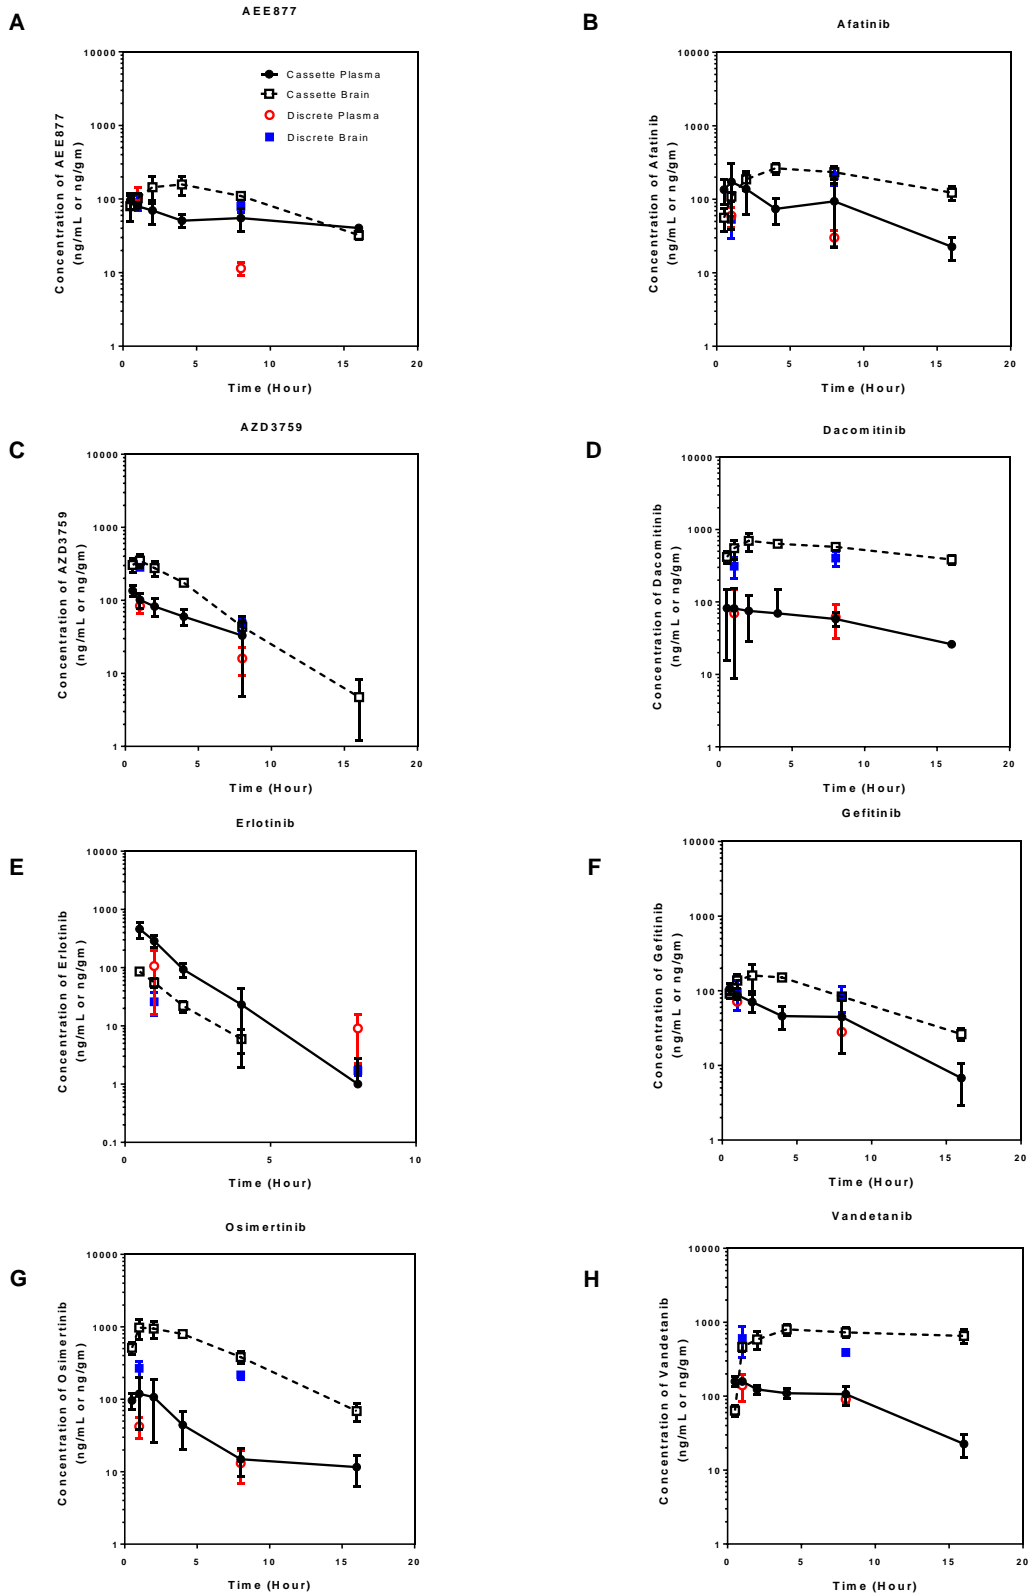 A
AEE877
Concentration of AEE877
(ng/mL or ng/gm)
10000
1000
100
10
1
0
5
10
15
20
Time (Hour)
Cassette Plasma
Cassette Brain
Discrete Plasma
Discrete Brain
B
Afatinib
Concentration of Afatinib
(ng/mL or ng/gm)
10000
1000
100
10
1
0
5
10
15
20
Time (Hour)
C
AZD3759
Concentration of AZD3759
(ng/mL or ng/gm)
10000
1000
100
10
1
0
5
10
15
20
Time (Hour)
D
Dacomitinib
Concentration of Dacomitinib
(ng/mL or ng/gm)
10000
1000
100
10
1
0
5
10
15
20
Time (Hour)
E
Erlotinib
Concentration of Erlotinib
(ng/mL or ng/gm)
10000
1000
100
10
1
0.1
0
5
10
Time (Hour)
F
Gefitinib
Concentration of Gefitinib
(ng/mL or ng/gm)
10000
1000
100
10
1
0
5
10
15
20
Time (Hour)
G
Osimertinib
Concentration of Osimertinib
(ng/mL or ng/gm)
10000
1000
100
10
1
0
5
10
15
20
Time (Hour)
H
Vandetanib
Concentration of Vandetanib
(ng/mL or ng/gm)
10000
1000
100
10
1
0
5
10
15
20
Time (Hour)